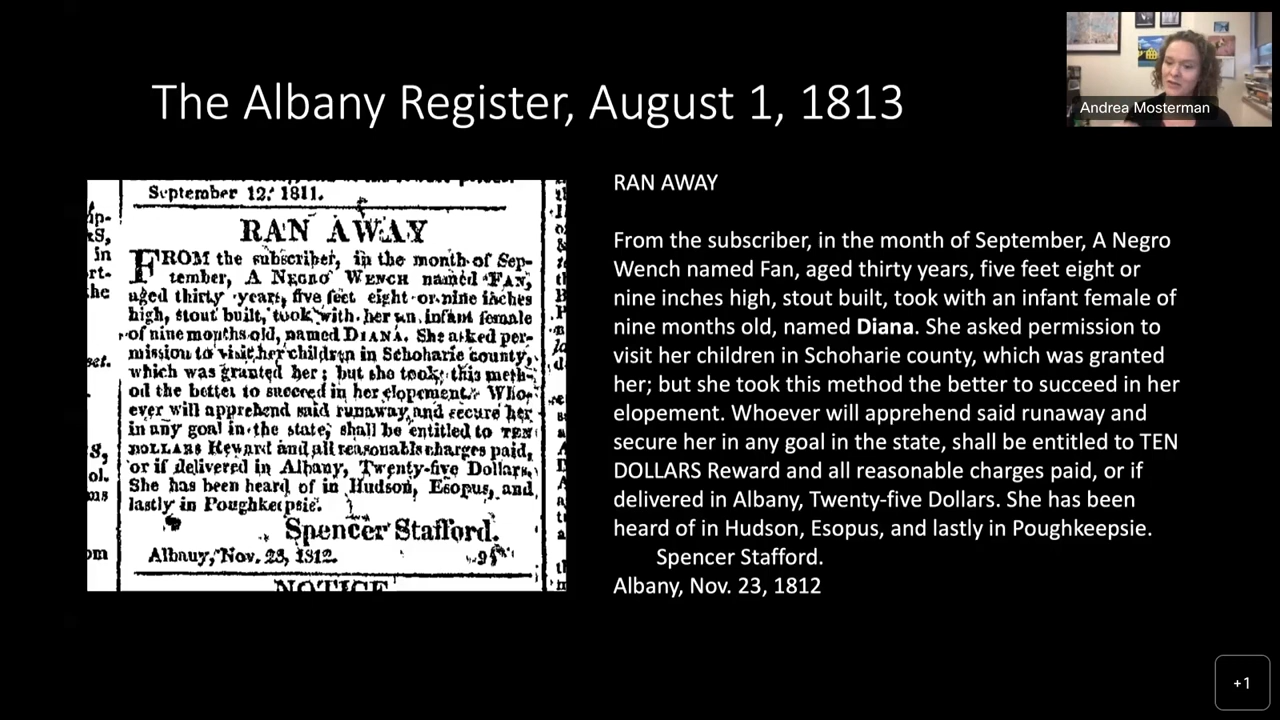 The Albany Register, August 1, 1813
Andrea Mosterman
September 12, 1811.
RAN AWAY
FROM the subscriber, in the month of Sep-
tember, A NEGRO WENCH named FAN,
aged thirty years, five feet eight or nine inches
high, stout built, took with her an infant female
of nine months old, named DIANA. She asked per-
mission to visit her children in Schoharie county,
which was granted her; but she took this meth-
od the better to succeed in her elopement. Who-
ever will apprehend said runaway and secure her
in any goal in the state, shall be entitled to TEN
DOLLARS Reward and all reasonable charges paid,
or if delivered in Albany, Twenty-five Dollars.
She has been heard of in Hudson, Esopus, and
lastly in Poughkeepsie.
Spencer Stafford.
Albany, Nov. 23, 1812.
NOTICE
RAN AWAY
From the subscriber, in the month of September, A Negro
Wench named Fan, aged thirty years, five feet eight or
nine inches high, stout built, took with an infant female of
nine months old, named Diana. She asked permission to
visit her children in Schoharie county, which was granted
her; but she took this method the better to succeed in her
elopement. Whoever will apprehend said runaway and
secure her in any goal in the state, shall be entitled to TEN
DOLLARS Reward and all reasonable charges paid, or if
delivered in Albany, Twenty-five Dollars. She has been
heard of in Hudson, Esopus, and lastly in Poughkeepsie.
Spencer Stafford.
Albany, Nov. 23, 1812
+1